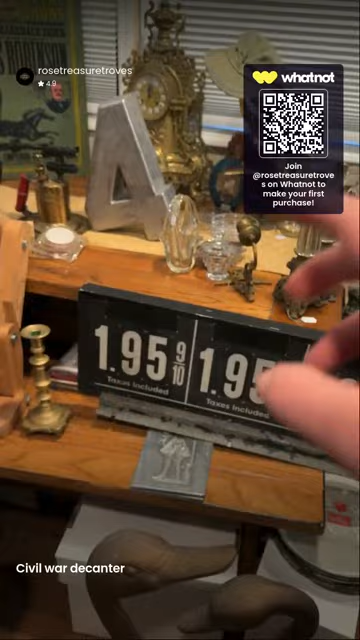 rosetreasuretroves
★ 4.9
whatnot
Join
@rosetreasuretrove
s on Whatnot to
make your first
purchase!
1.95 9/10
Taxes Included
1.95
Taxes Included
Civil war decanter